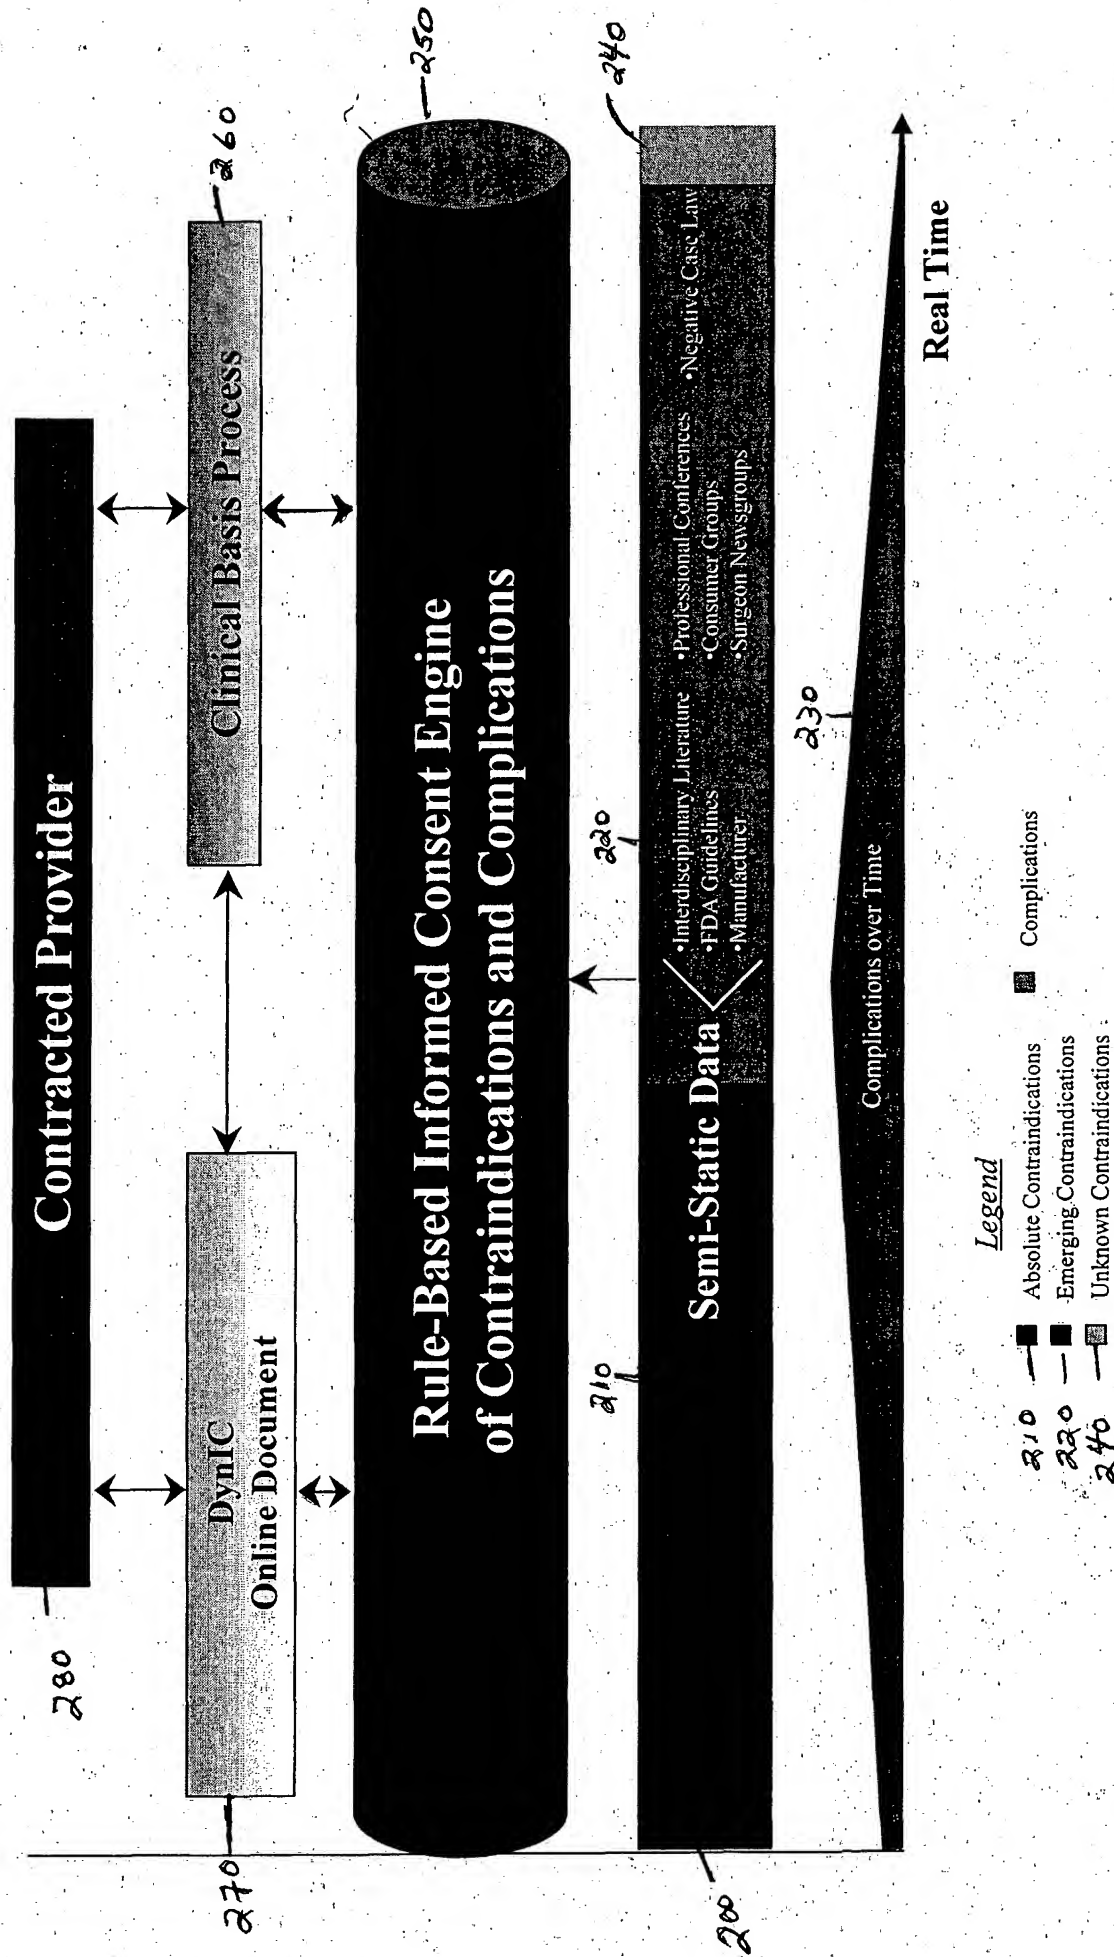 280
Contracted Provider
270
DynIC
Online Document
Clinical Basis Process
260
Rule-Based Informed Consent Engine
of Contraindications and Complications
250
210
220
240
200
Semi-Static Data
•Interdisciplinary Literature
•FDA Guidelines
•Manufacturer
•Professional Conferences
•Consumer Groups
•Surgeon Newsgroups
•Negative Case Law
230
Complications over Time
Real Time
Legend
210 Absolute Contraindications
220 Emerging Contraindications
240 Unknown Contraindications
Complications